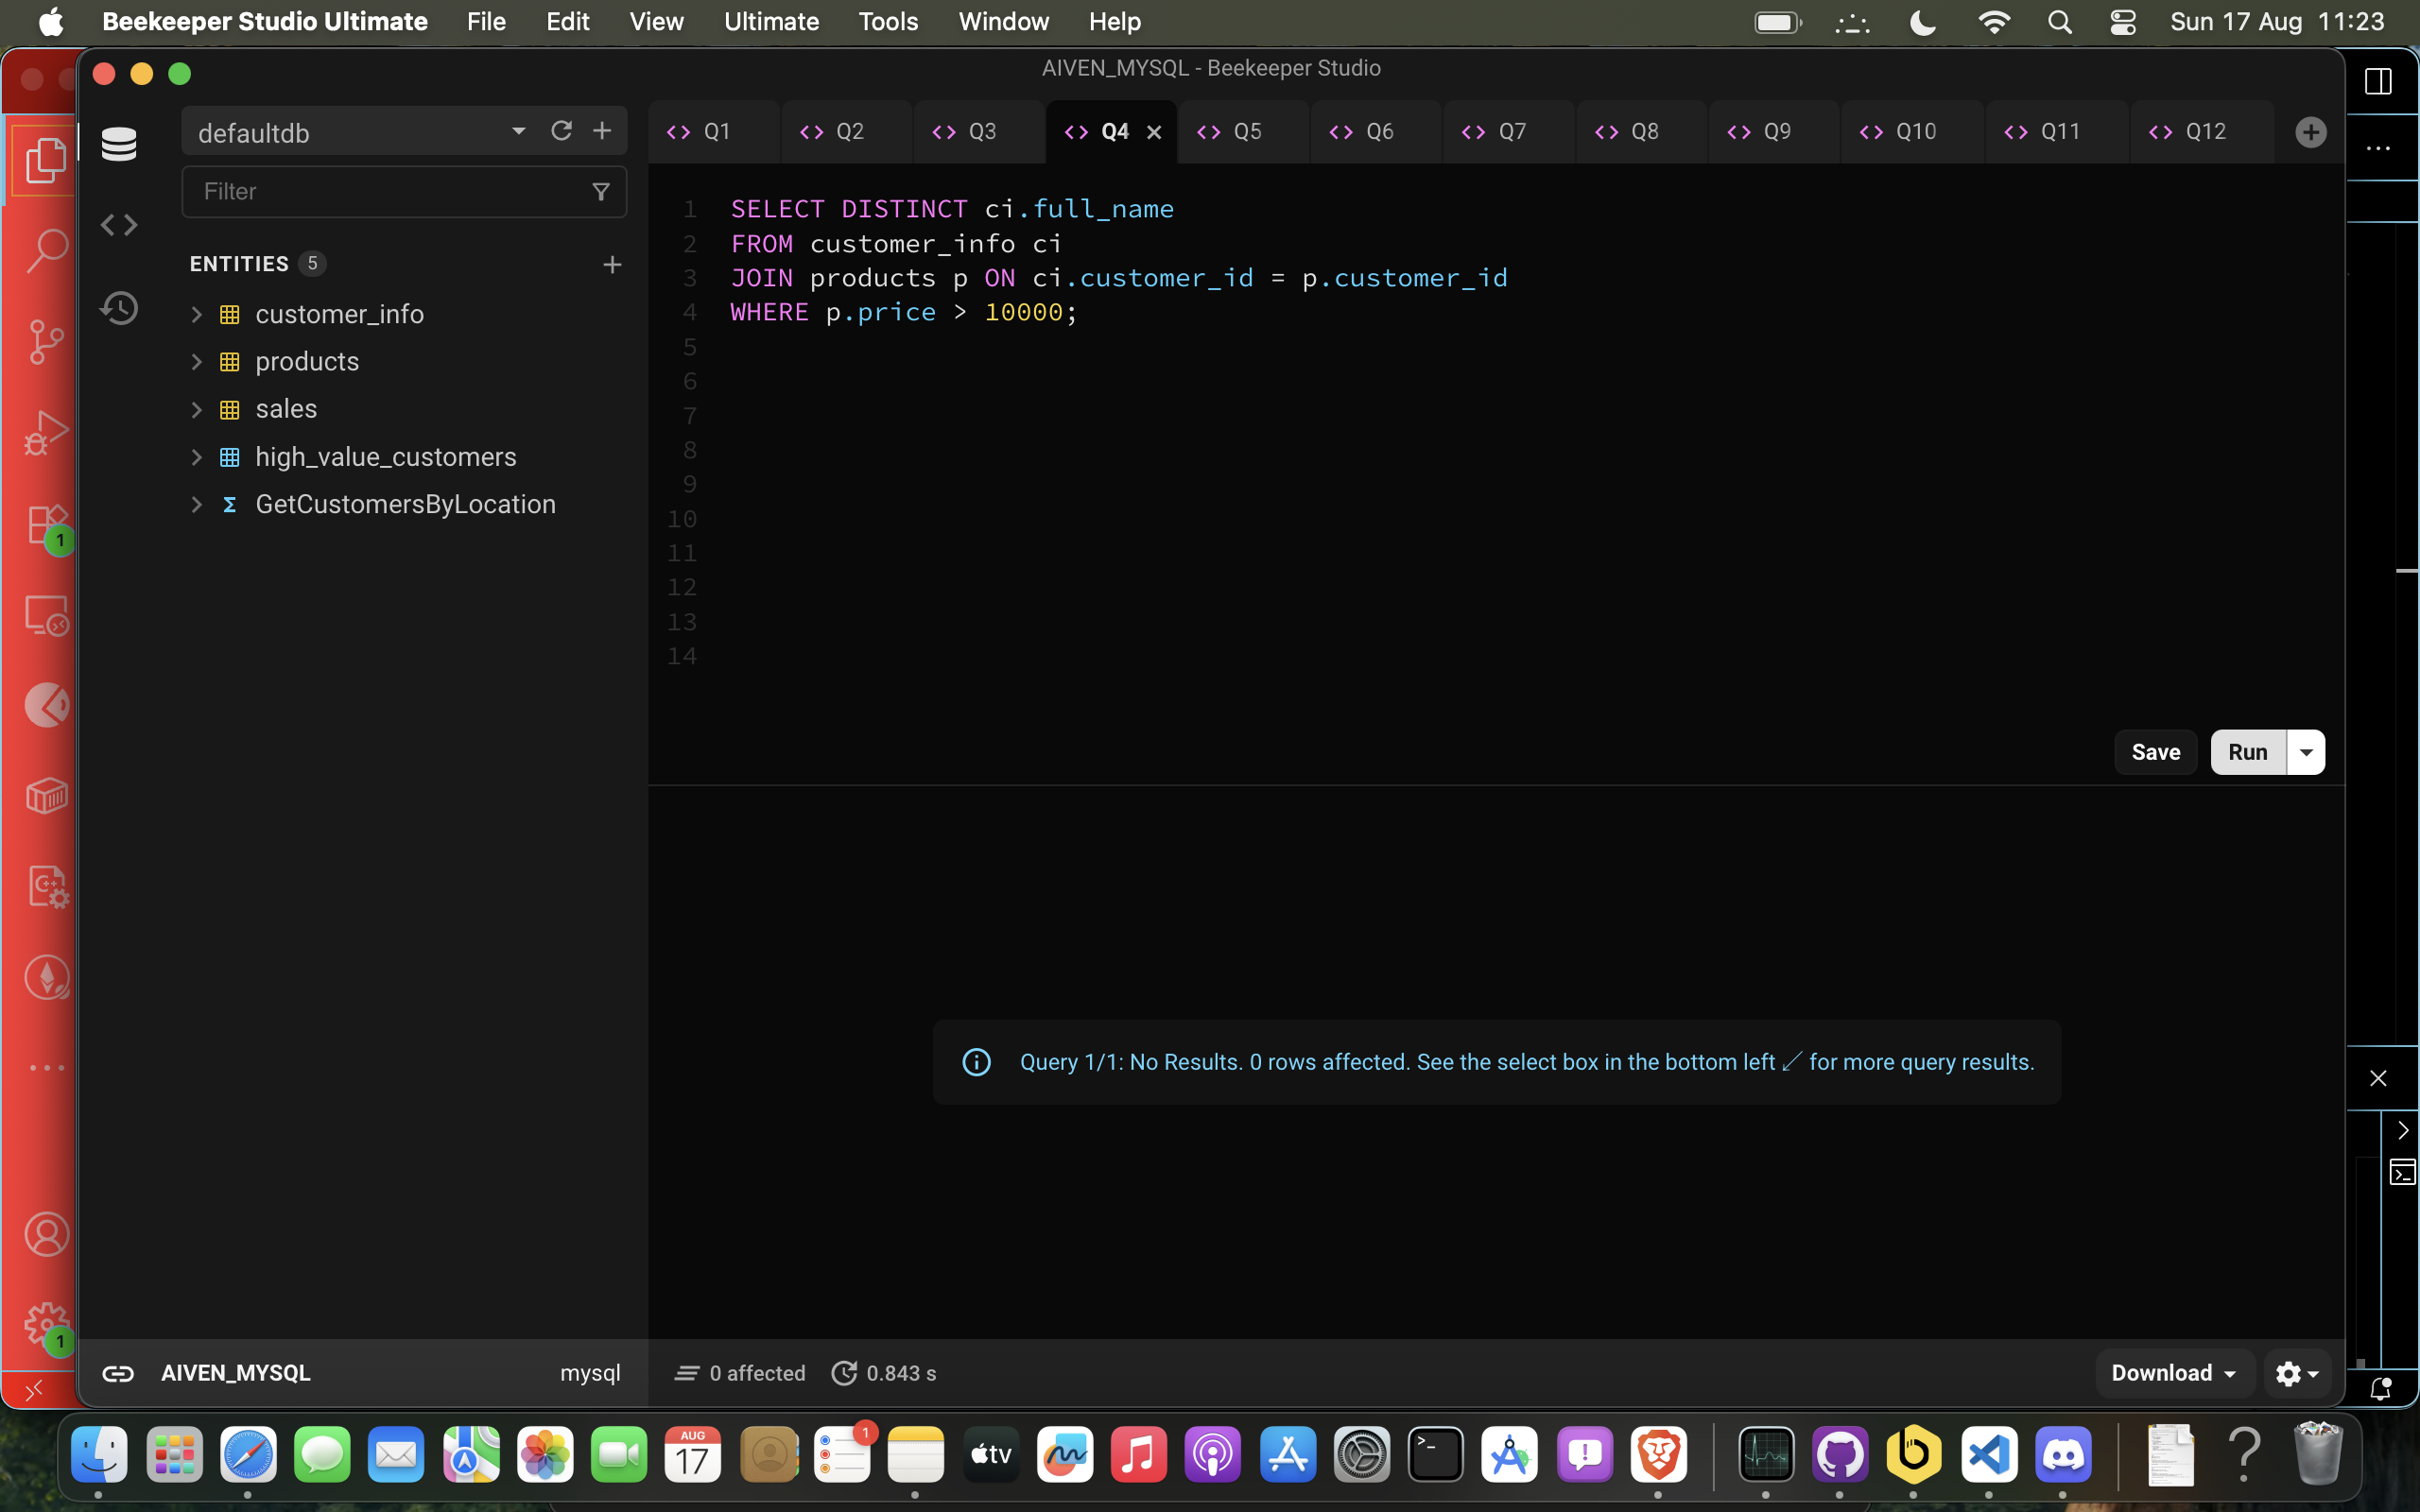 Beekeeper Studio Ultimate File Edit View Ultimate Tools Window Help Sun 17 Aug 11:23
AIVEN_MYSQL - Beekeeper Studio
defaultdb
Q1 Q2 Q3 Q4 Q5 Q6 Q7 Q8 Q9 Q10 Q11 Q12
Filter
ENTITIES 5
customer_info
products
sales
high_value_customers
GetCustomersByLocation
1 SELECT DISTINCT ci.full_name
2 FROM customer_info ci
3 JOIN products p ON ci.customer_id = p.customer_id
4 WHERE p.price > 10000;
5
6
7
8
9
10
11
12
13
14
1
Save Run
Query 1/1: No Results. 0 rows affected. See the select box in the bottom left ↙ for more query results.
1
AIVEN_MYSQL mysql 0 affected 0.843 s Download
AUG
17
1
tv